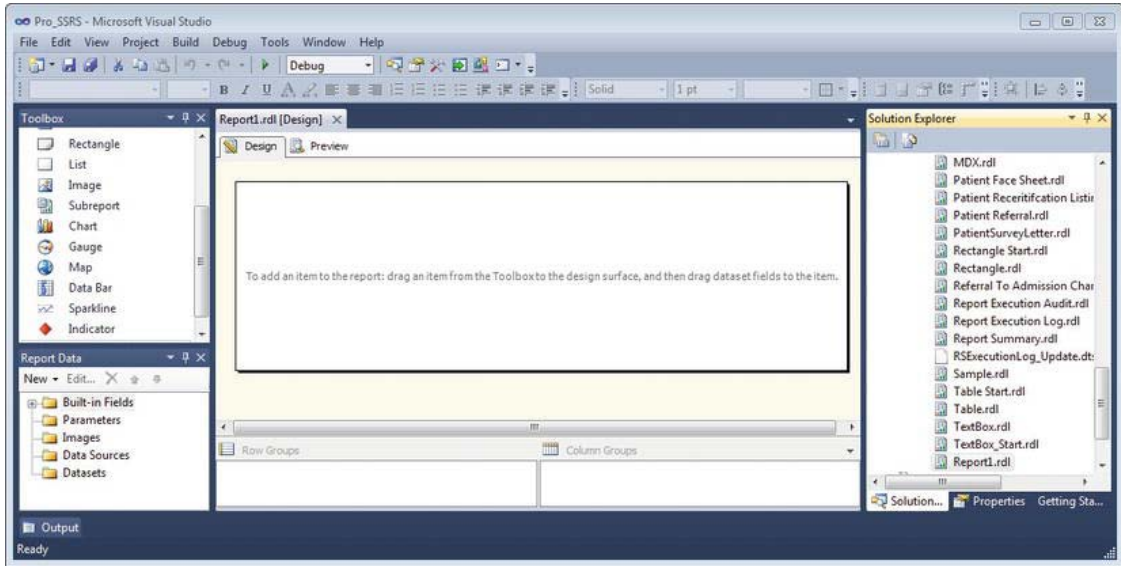 Pro_SSRS - Microsoft Visual Studio
File Edit View Project Build Debug Tools Window Help
Debug
B I U A Solid 1 pt
Toolbox
Rectangle
List
Image
Subreport
Chart
Gauge
Map
Data Bar
Sparkline
Indicator
Report Data
New Edit...
Built-in Fields
Parameters
Images
Data Sources
Datasets
Report1.rdl [Design]
Design Preview
To add an item to the report: drag an item from the Toolbox to the design surface, and then drag dataset fields to the item.
Row Groups Column Groups
Solution Explorer
MDX.rdl
Patient Face Sheet.rdl
Patient Receritifcation Listin
Patient Referral.rdl
PatientSurveyLetter.rdl
Rectangle Start.rdl
Rectangle.rdl
Referral To Admission Char
Report Execution Audit.rdl
Report Execution Log.rdl
Report Summary.rdl
RSExecutionLog_Update.dts
Sample.rdl
Table Start.rdl
Table.rdl
TextBox.rdl
TextBox_Start.rdl
Report1.rdl
Solution... Properties Getting Sta...
Output
Ready